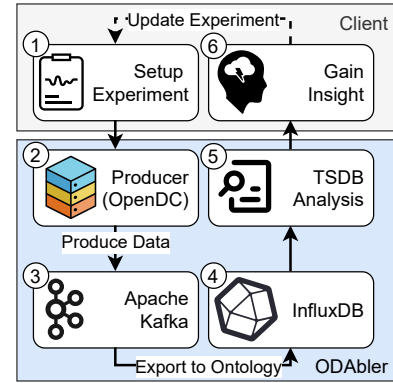 Update Experiment
Client
1
Setup
Experiment
6
Gain
Insight
2
Producer
(OpenDC)
5
TSDB
Analysis
Produce Data
3
Apache
Kafka
4
InfluxDB
Export to Ontology
ODAbler